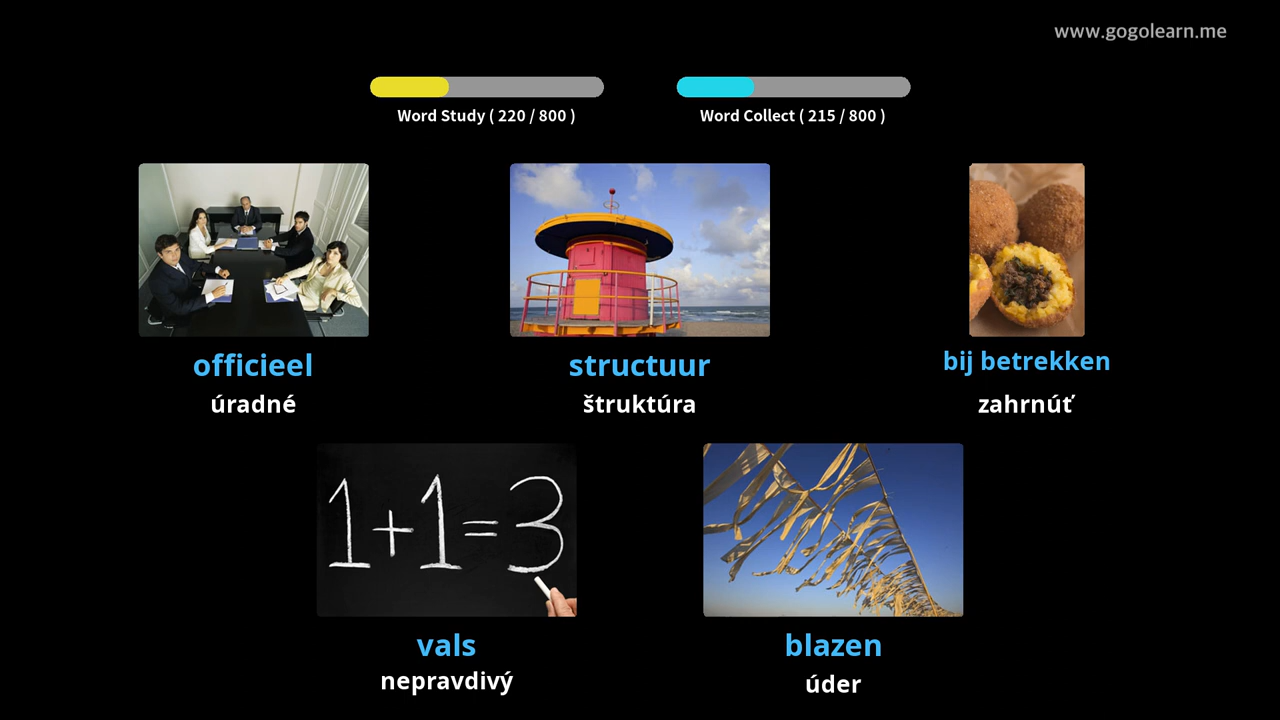 www.gogolearn.me
Word Study ( 220 / 800 )
Word Collect ( 215 / 800 )
officieel
úradné
structuur
štruktúra
bij betrekken
zahrnúť
1+1=3
vals
nepravdivý
blazen
úder